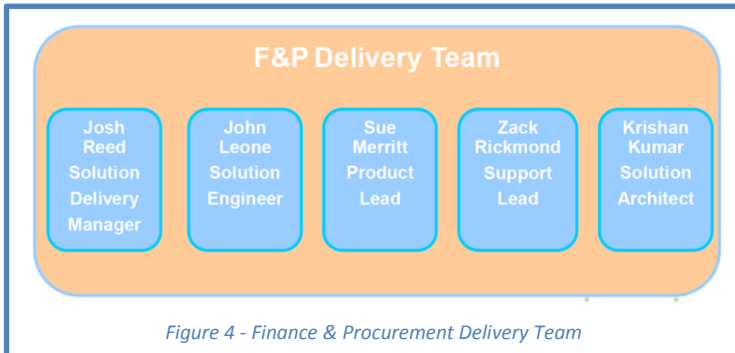 F&P Delivery Team
Josh
Reed
Solution
Delivery
Manager
John
Leone
Solution
Engineer
Sue
Merritt
Product
Lead
Zack
Rickmond
Support
Lead
Krishan
Kumar
Solution
Architect
Figure 4 - Finance & Procurement Delivery Team